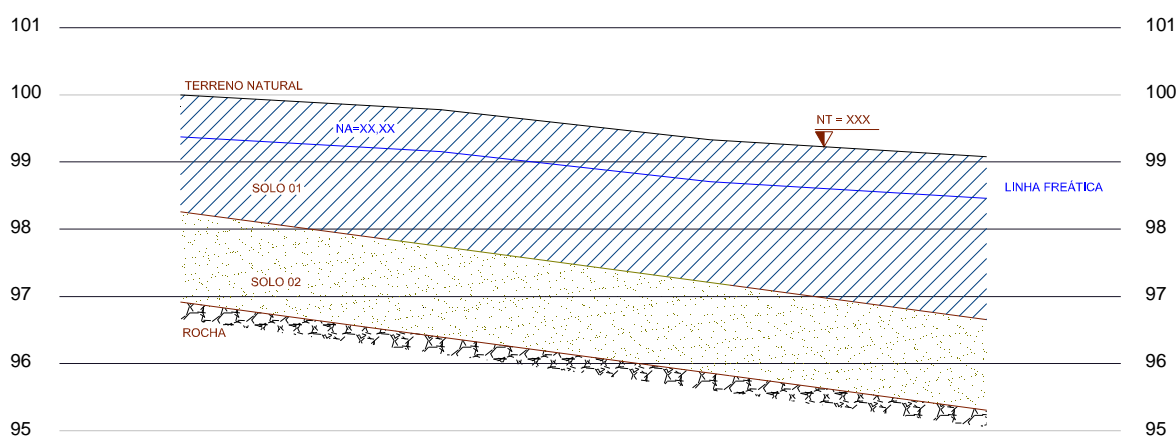 101 101
TERRENO NATURAL
100 100
NT = XXX
NA=XX,XX
99 99
SOLO 01
LINHA FREÁTICA
98 98
SOLO 02
97 97
ROCHA
96 96
95 95